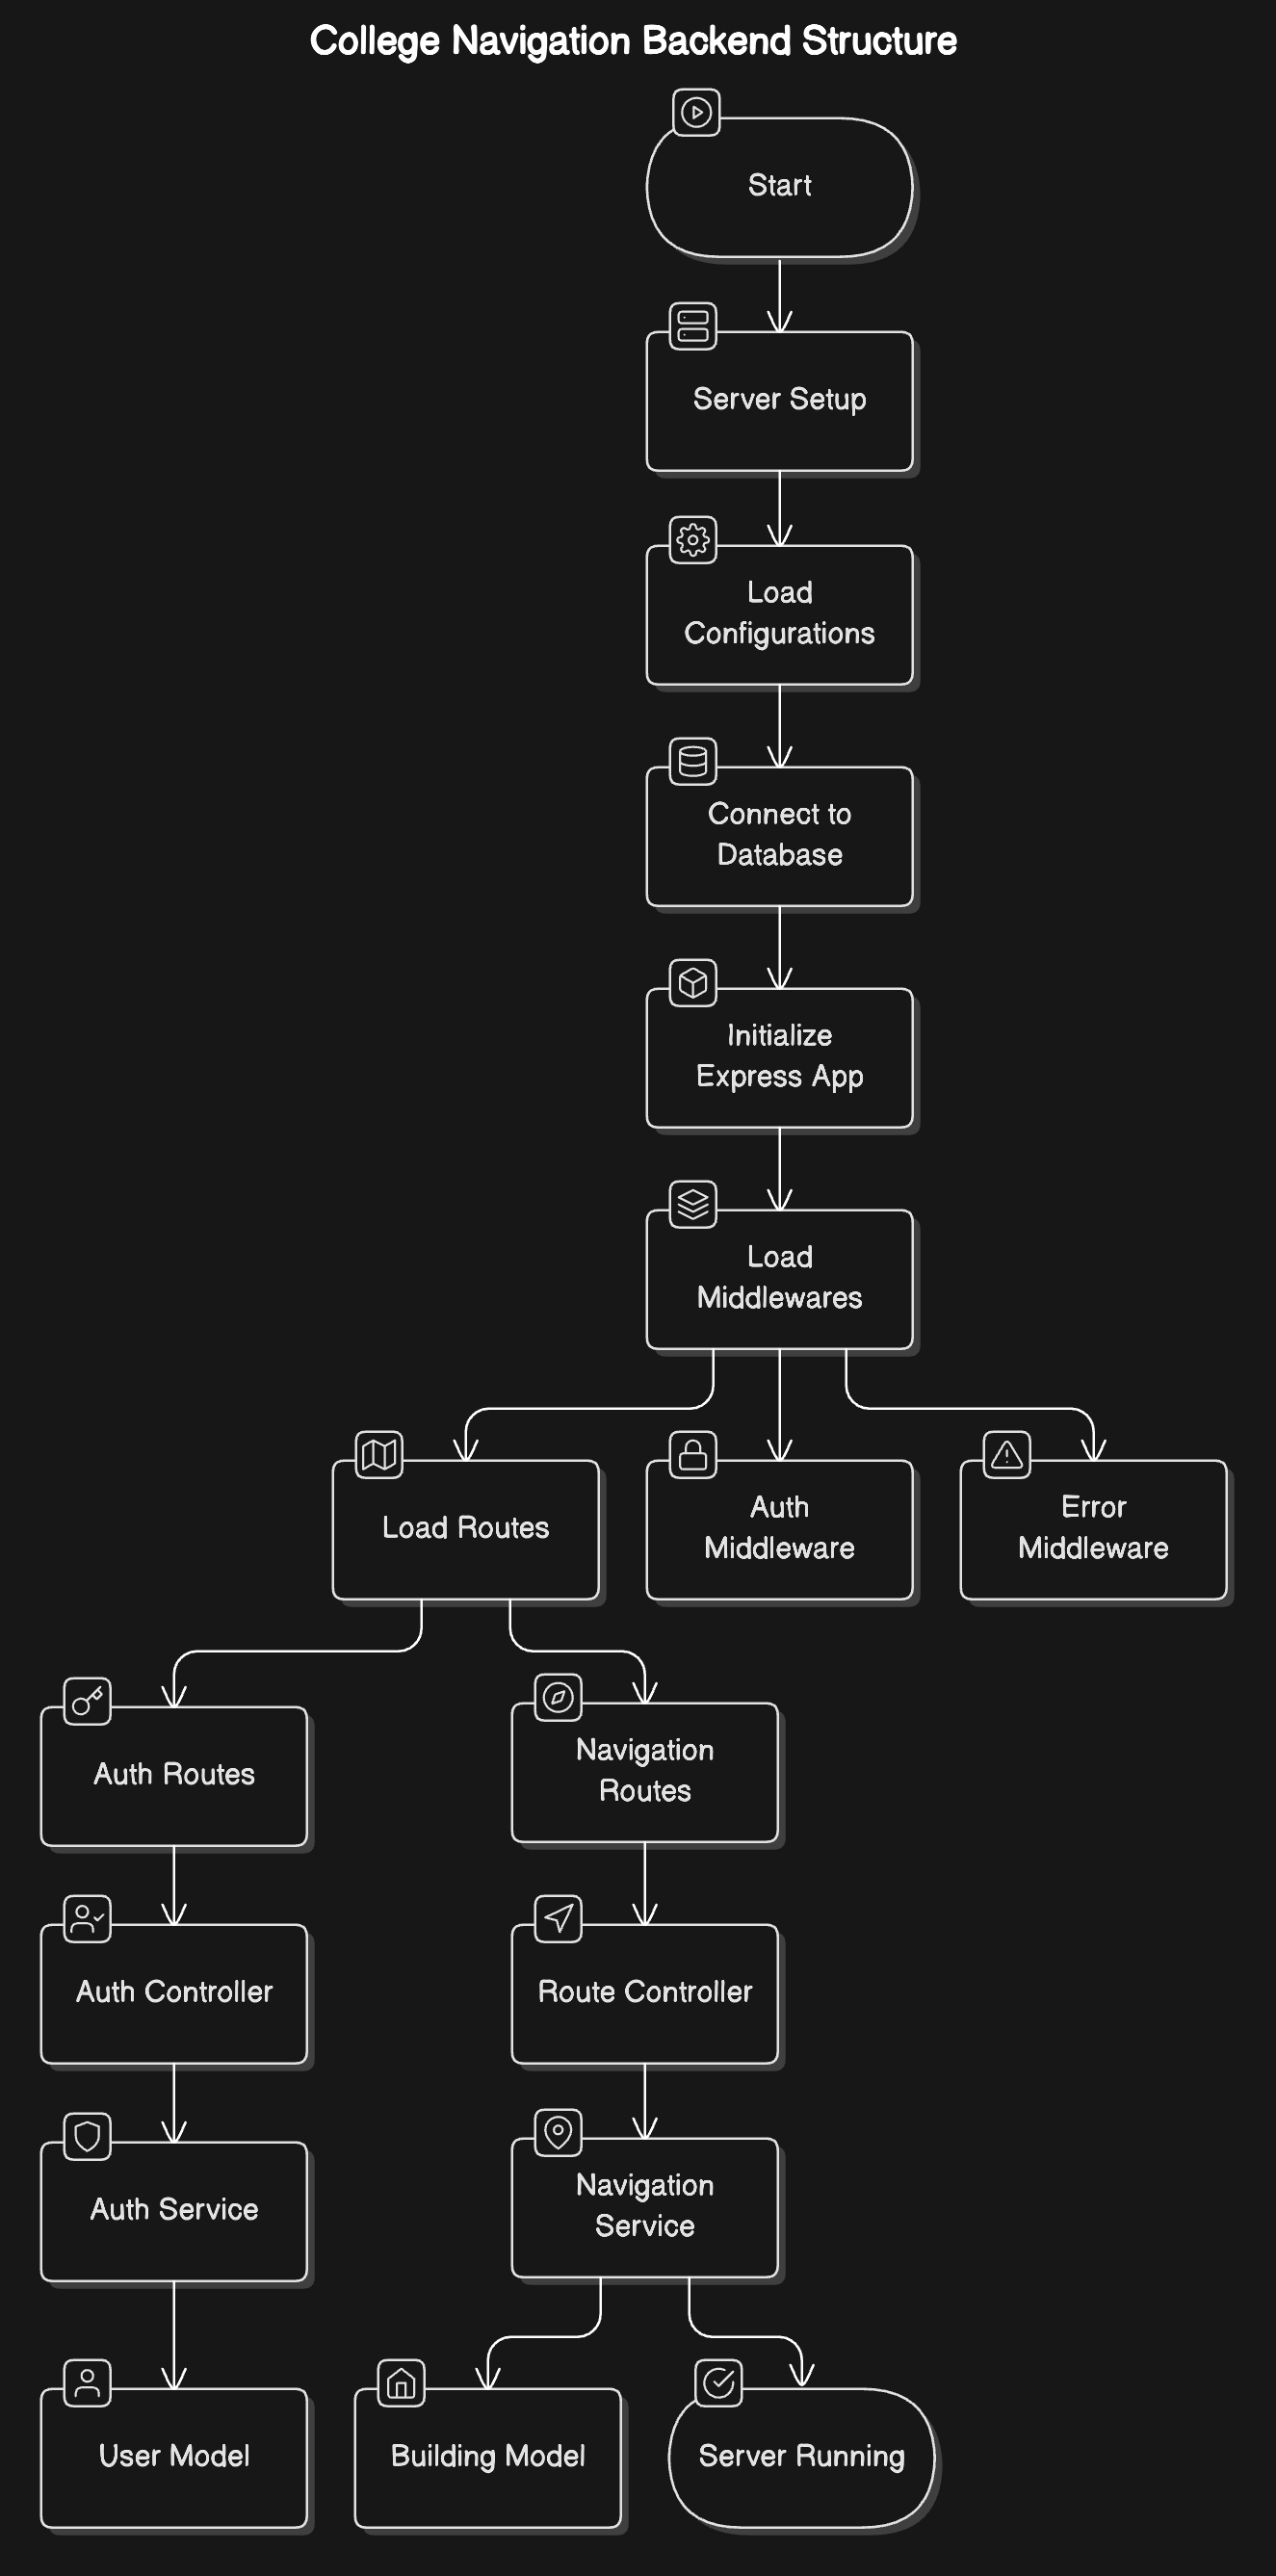 College Navigation Backend Structure
Start
Server Setup
Load
Configurations
Connect to
Database
Initialize
Express App
Load
Middlewares
Load Routes
Auth
Middleware
Error
Middleware
Auth Routes
Navigation
Routes
Auth Controller
Route Controller
Auth Service
Navigation
Service
User Model
Building Model
Server Running